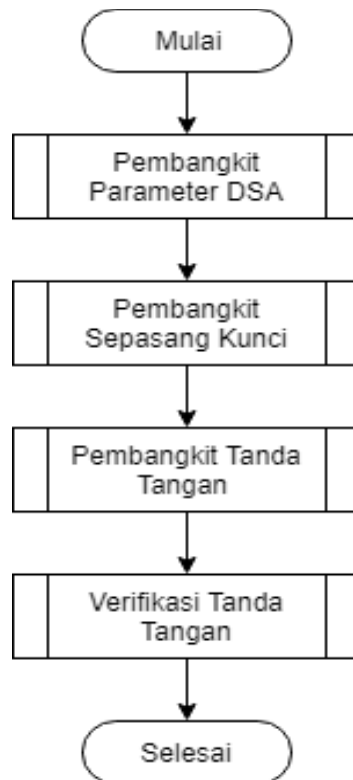 Mulai
Pembangkit
Parameter DSA
Pembangkit
Sepasang Kunci
Pembangkit Tanda
Tangan
Verifikasi Tanda
Tangan
Selesai